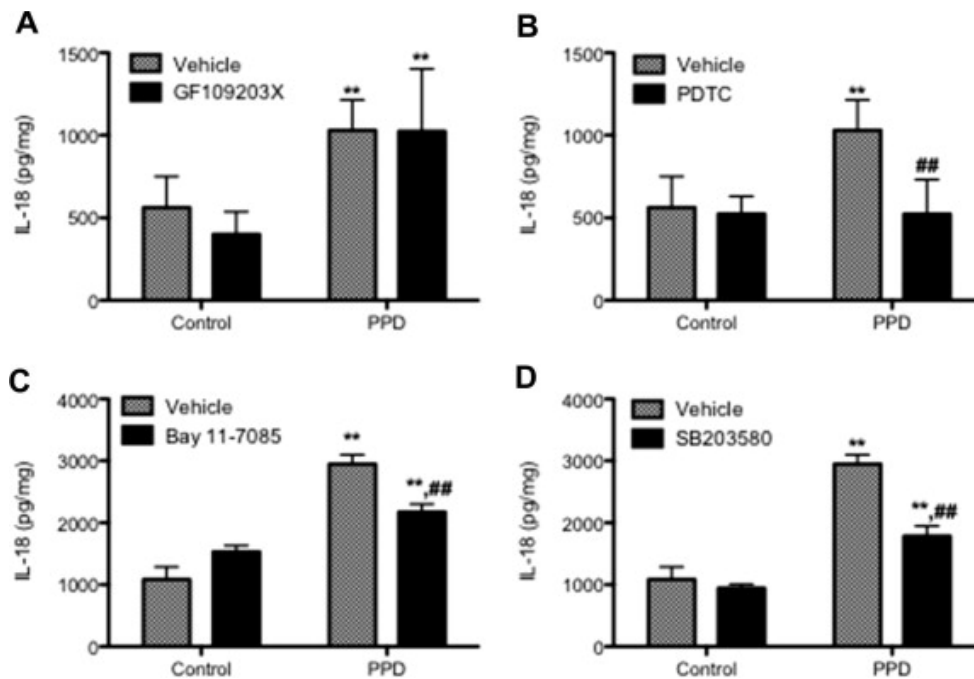 A
Vehicle
GF109203X
IL-18 (pg/mg)
1500
1000
500
0
**
**
Control
PPD
B
Vehicle
PDTC
IL-18 (pg/mg)
1500
1000
500
0
**
##
Control
PPD
C
Vehicle
Bay 11-7085
IL-18 (pg/mg)
4000
3000
2000
1000
0
**
**,##
Control
PPD
D
Vehicle
SB203580
IL-18 (pg/mg)
4000
3000
2000
1000
0
**
**,##
Control
PPD